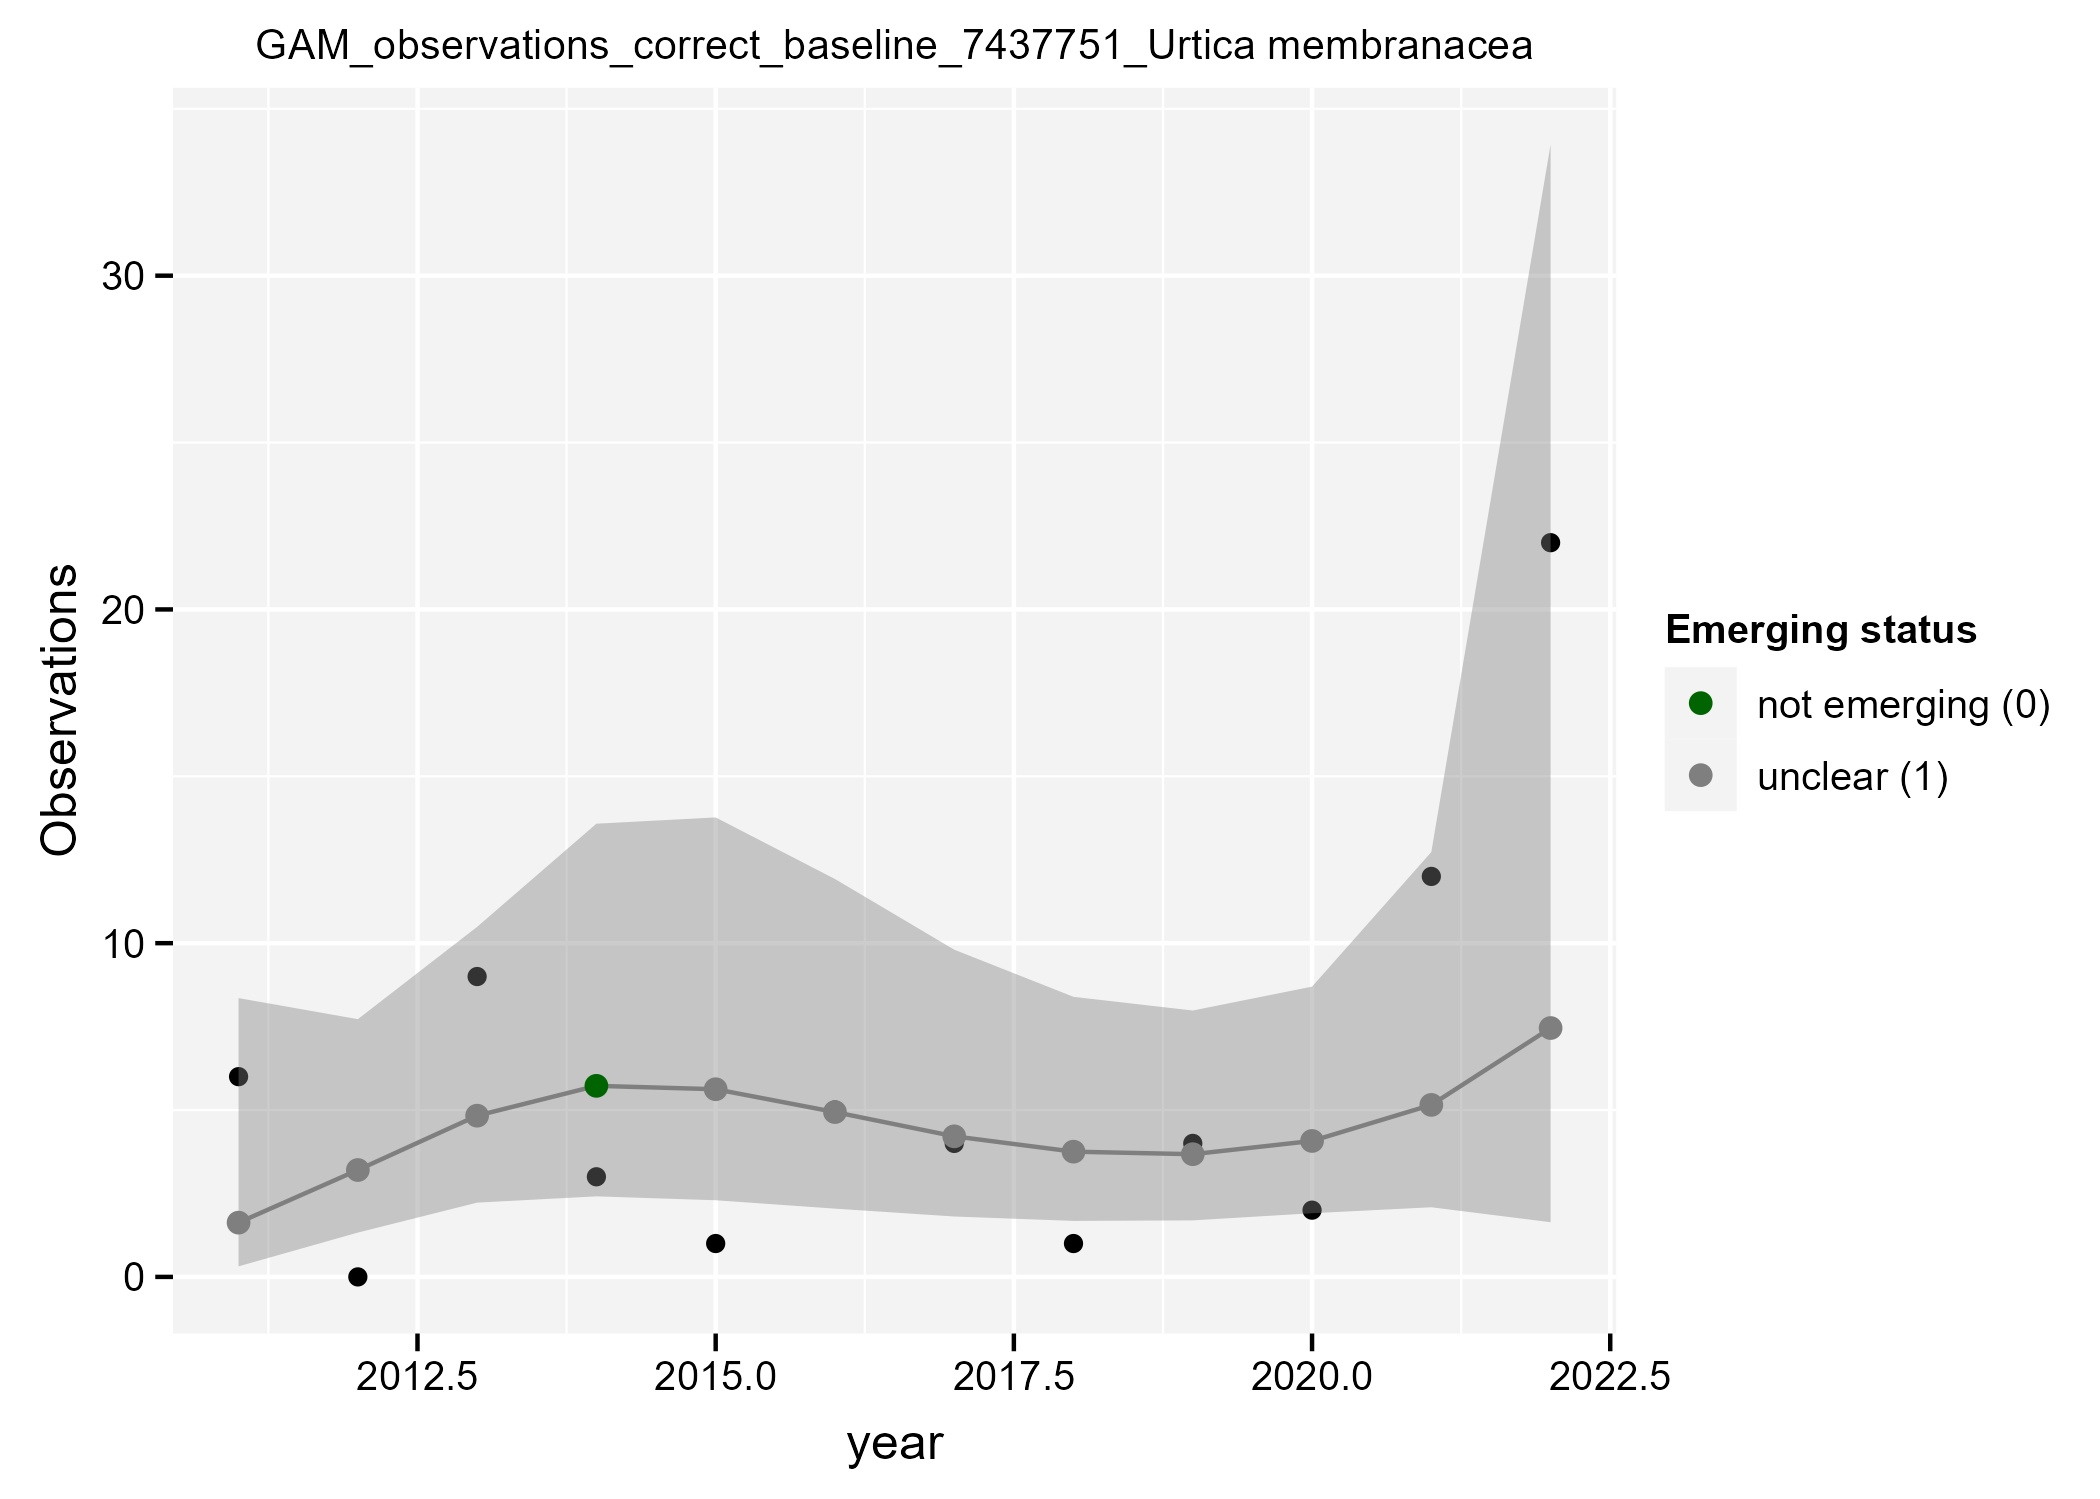 GAM_observations_correct_baseline_7437751_Urtica membranacea
30
20
10
0
Observations
2012.5 2015.0 2017.5 2020.0 2022.5
year
Emerging status
not emerging (0)
unclear (1)